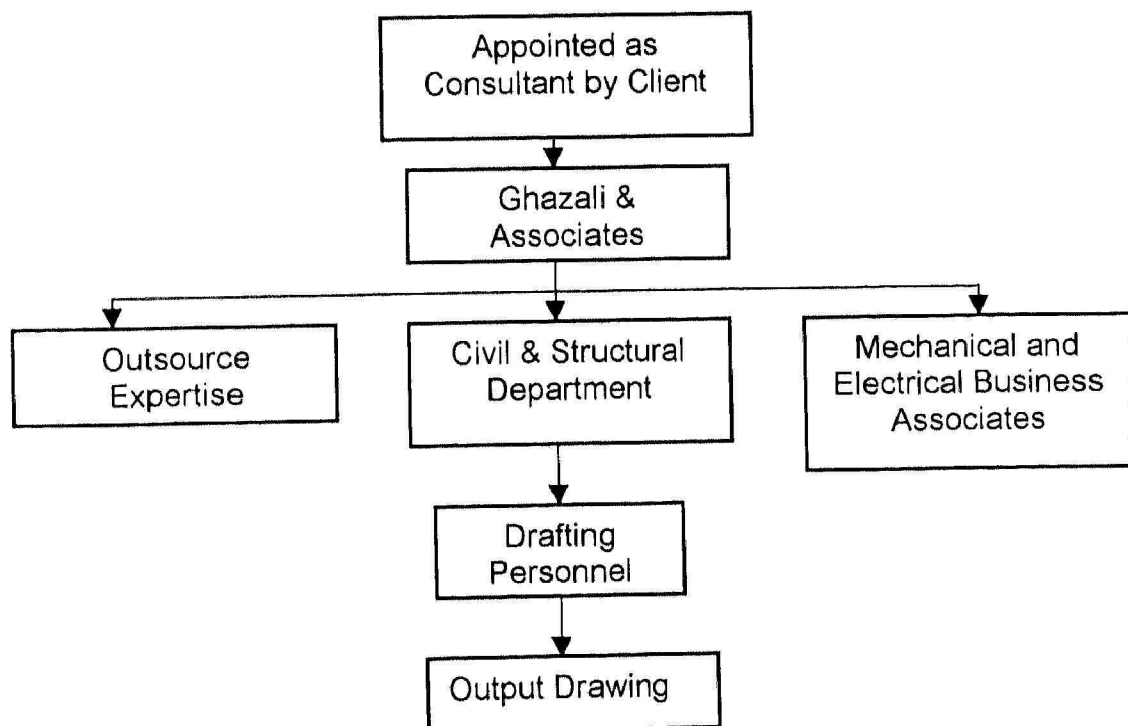 Appointed as
Consultant by Client
Ghazali &
Associates
Outsource
Expertise
Civil & Structural
Department
Mechanical and
Electrical Business
Associates
Drafting
Personnel
Output Drawing